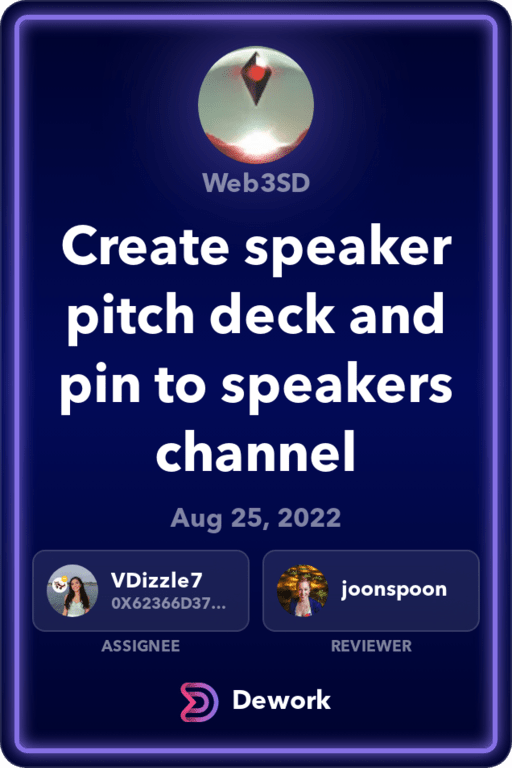 Web3SD
Create speaker
pitch deck and
pin to speakers
channel
Aug 25, 2022
VDizzle7
0X62366D37...
joonspoon
ASSIGNEE
REVIEWER
Dework